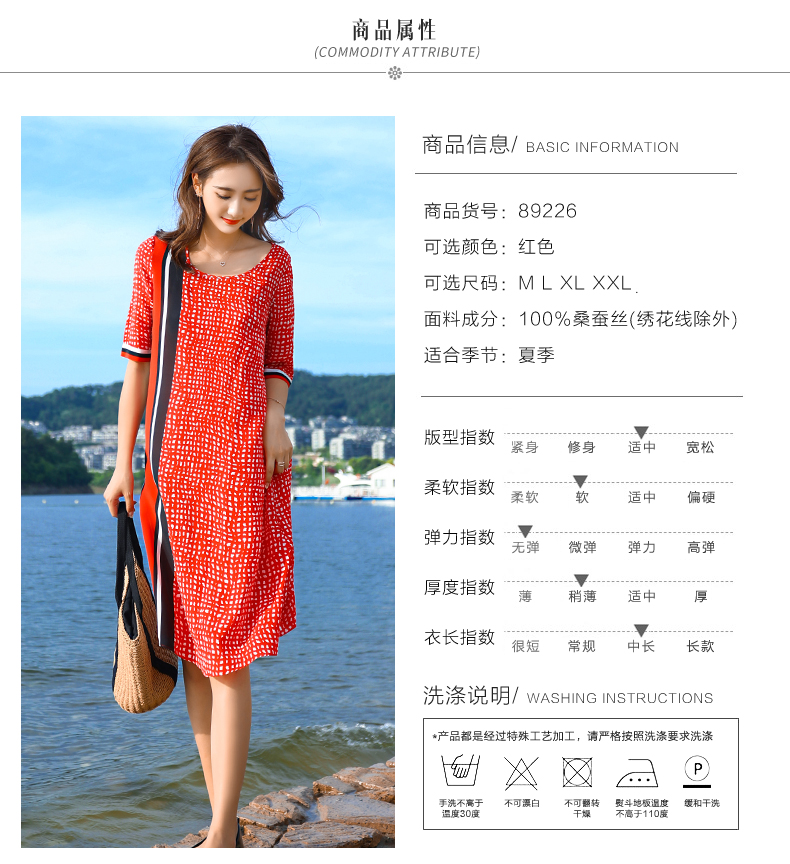 商品属性
(COMMODITY ATTRIBUTE)
商品信息/ BASIC INFORMATION
商品货号：89226
可选颜色：红色
可选尺码：M L XL XXL.
面料成分：100%桑蚕丝(绣花线除外)
适合季节：夏季
版型指数
紧身 修身 适中 宽松
柔软指数
柔软 软 适中 偏硬
弹力指数
无弹 微弹 弹力 高弹
厚度指数
薄 稍薄 适中 厚
衣长指数
很短 常规 中长 长款
洗涤说明/ WASHING INSTRUCTIONS
*产品都是经过特殊工艺加工，请严格按照洗涤要求洗涤
P
手洗不高于 不可漂白 不可翻转 熨斗地板温度 缓和干洗
温度30度 干燥 不高于110度